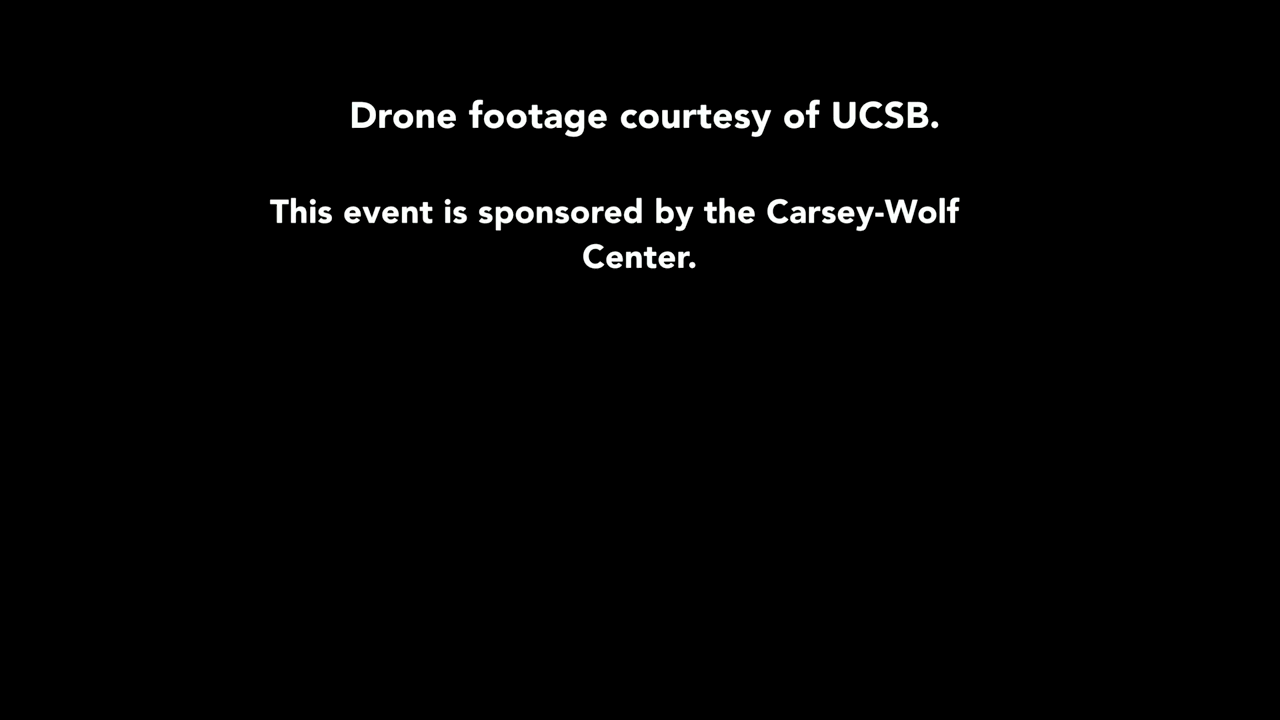 Drone footage courtesy of UCSB.
This event is sponsored by the Carsey-Wolf
Center.